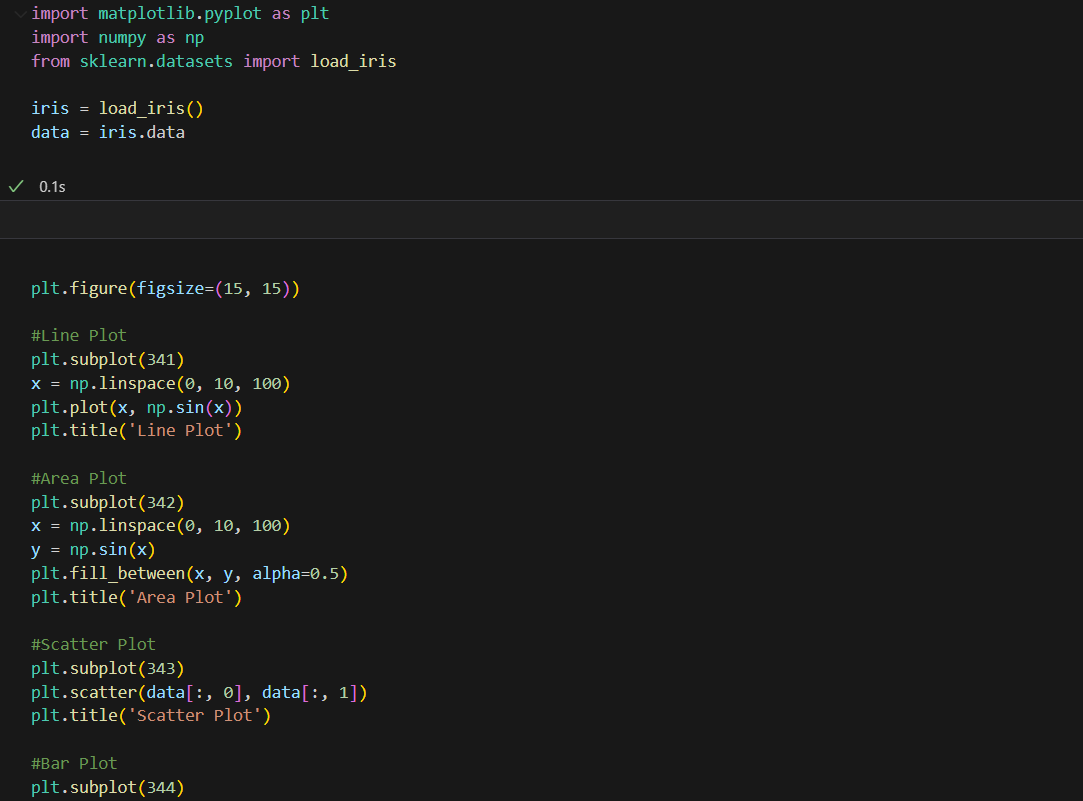 import matplotlib.pyplot as plt
import numpy as np
from sklearn.datasets import load_iris
iris = load_iris()
data = iris.data
0.1s
plt.figure(figsize=(15, 15))
#Line Plot
plt.subplot(341)
x = np.linspace(0, 10, 100)
plt.plot(x, np.sin(x))
plt.title('Line Plot')
#Area Plot
plt.subplot(342)
x = np.linspace(0, 10, 100)
y = np.sin(x)
plt.fill_between(x, y, alpha=0.5)
plt.title('Area Plot')
#Scatter Plot
plt.subplot(343)
plt.scatter(data[:, 0], data[:, 1])
plt.title('Scatter Plot')
#Bar Plot
plt.subplot(344)